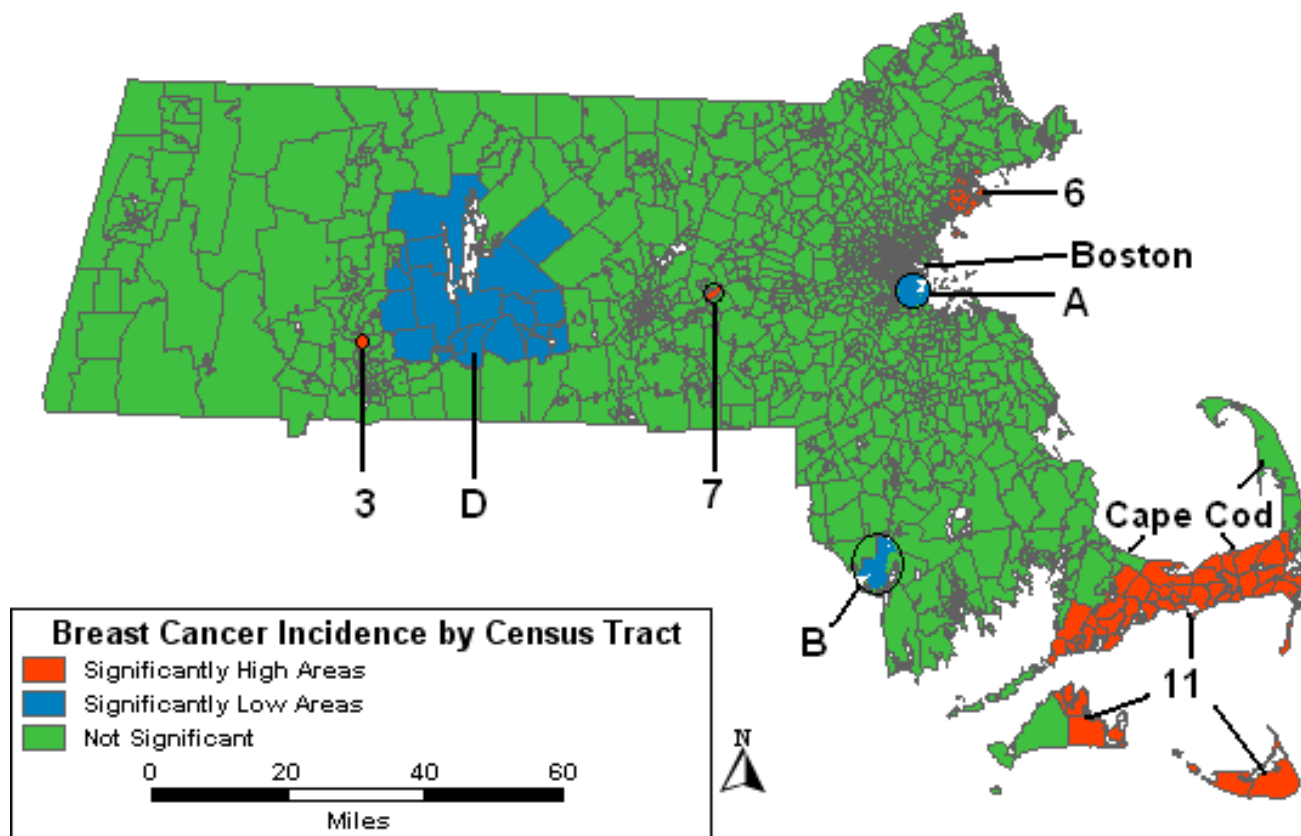 6
Boston
A
3
D
7
Cape Cod
B
11
Breast Cancer Incidence by Census Tract
Significantly High Areas
Significantly Low Areas
Not Significant
N
0 20 40 60
Miles